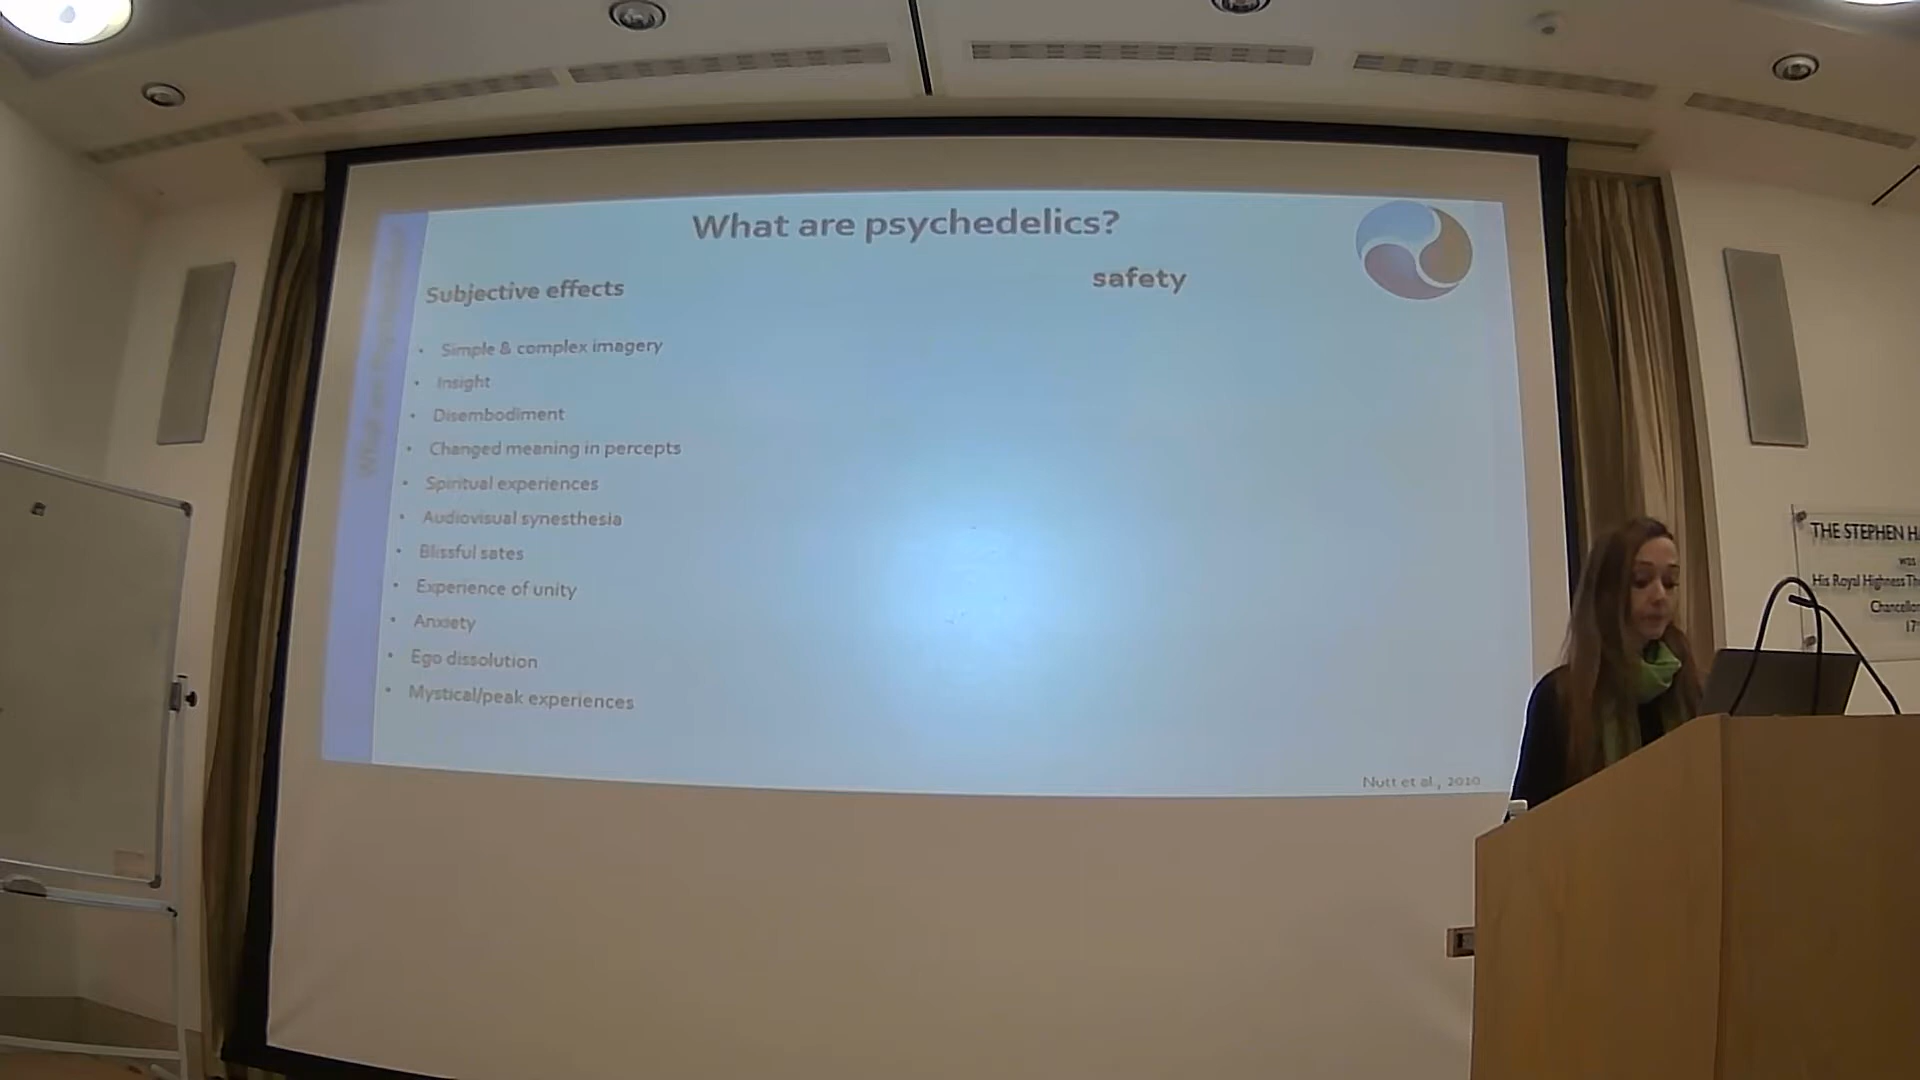 What are psychedelics?
Subjective effects
safety
• Simple & complex imagery
• Insight
• Disembodiment
• Changed meaning in percepts
• Spiritual experiences
• Audiovisual synesthesia
• Blissful sates
• Experience of unity
• Anxiety
• Ego dissolution
• Mystical/peak experiences
Nutt et al., 2010
THE STEPHEN
was
His Royal Highness
17